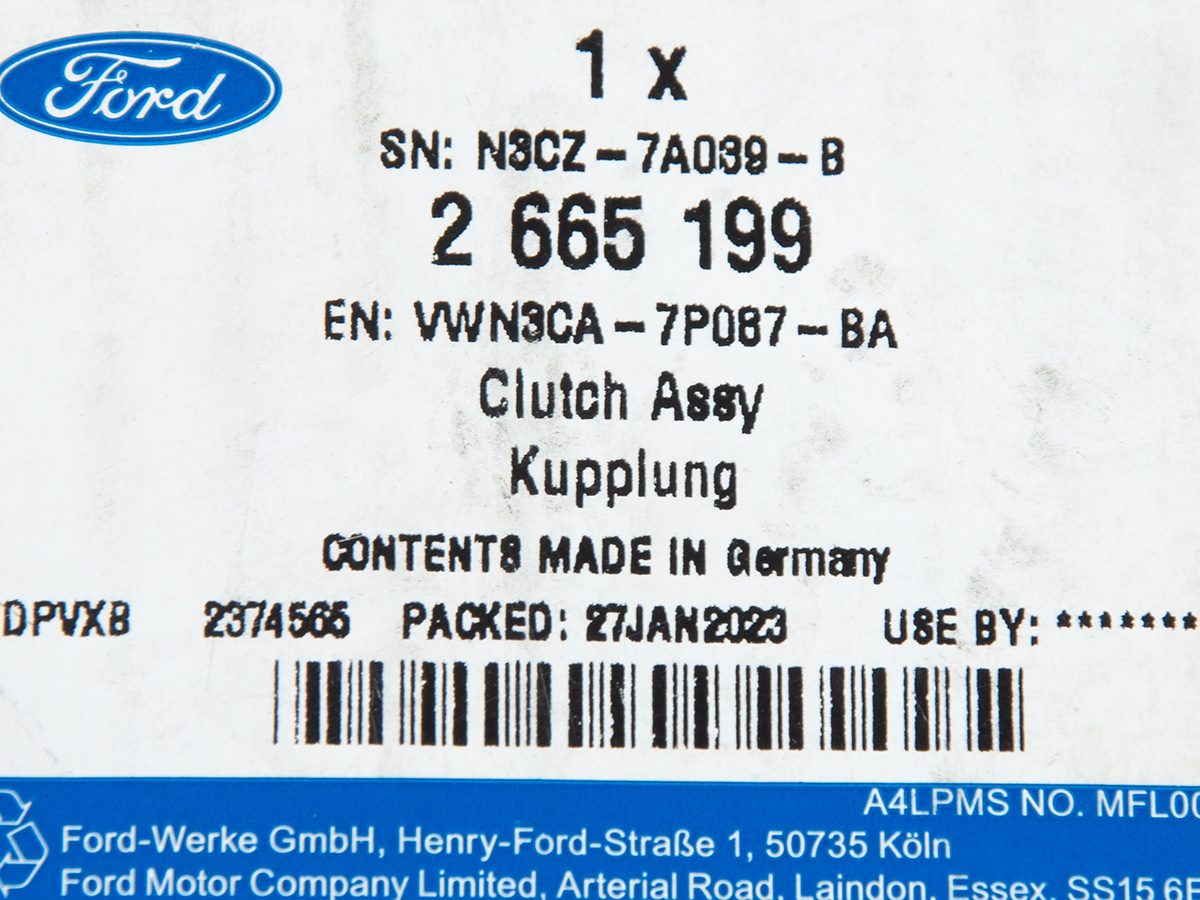 Ford
1 x
SN: N3CZ-7A039-B
2 665 199
EN: VWN3CA-7P067-BA
Clutch Assy
Kupplung
CONTENTS MADE IN Germany
DPVXB 2374565 PACKED: 27JAN2023 USE BY: *******
A4LPMS NO. MFL00
Ford-Werke GmbH, Henry-Ford-Straße 1, 50735 Köln
Ford Motor Company Limited, Arterial Road, Laindon, Essex, SS15 6E